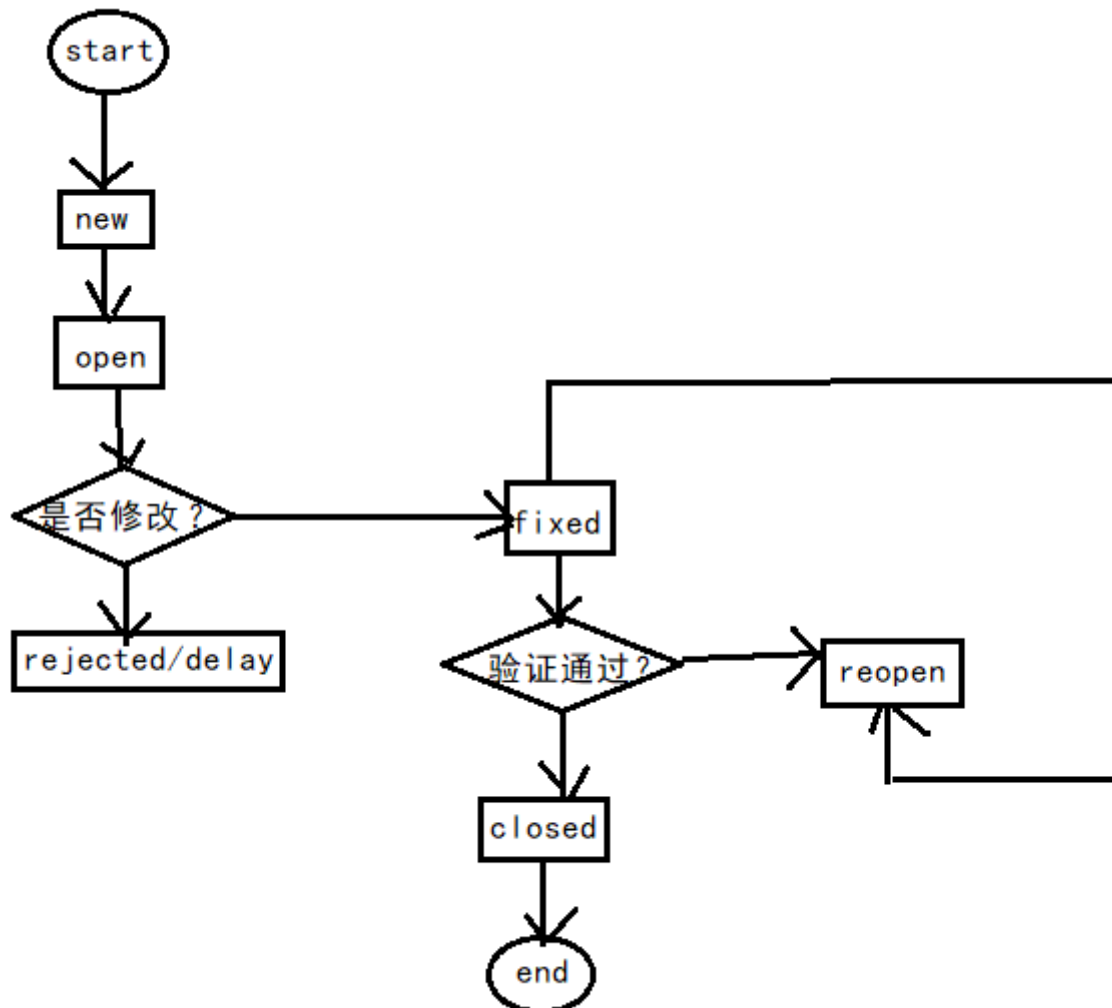 start
new
open
是否修改？
fixed
rejected/delay
验证通过？
reopen
closed
end